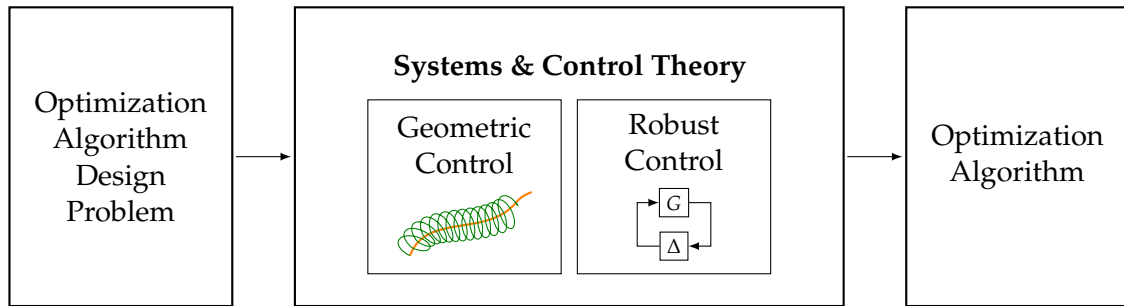 Optimization
Algorithm
Design
Problem
Systems & Control Theory
Geometric
Control
Robust
Control
G
Δ
Optimization
Algorithm